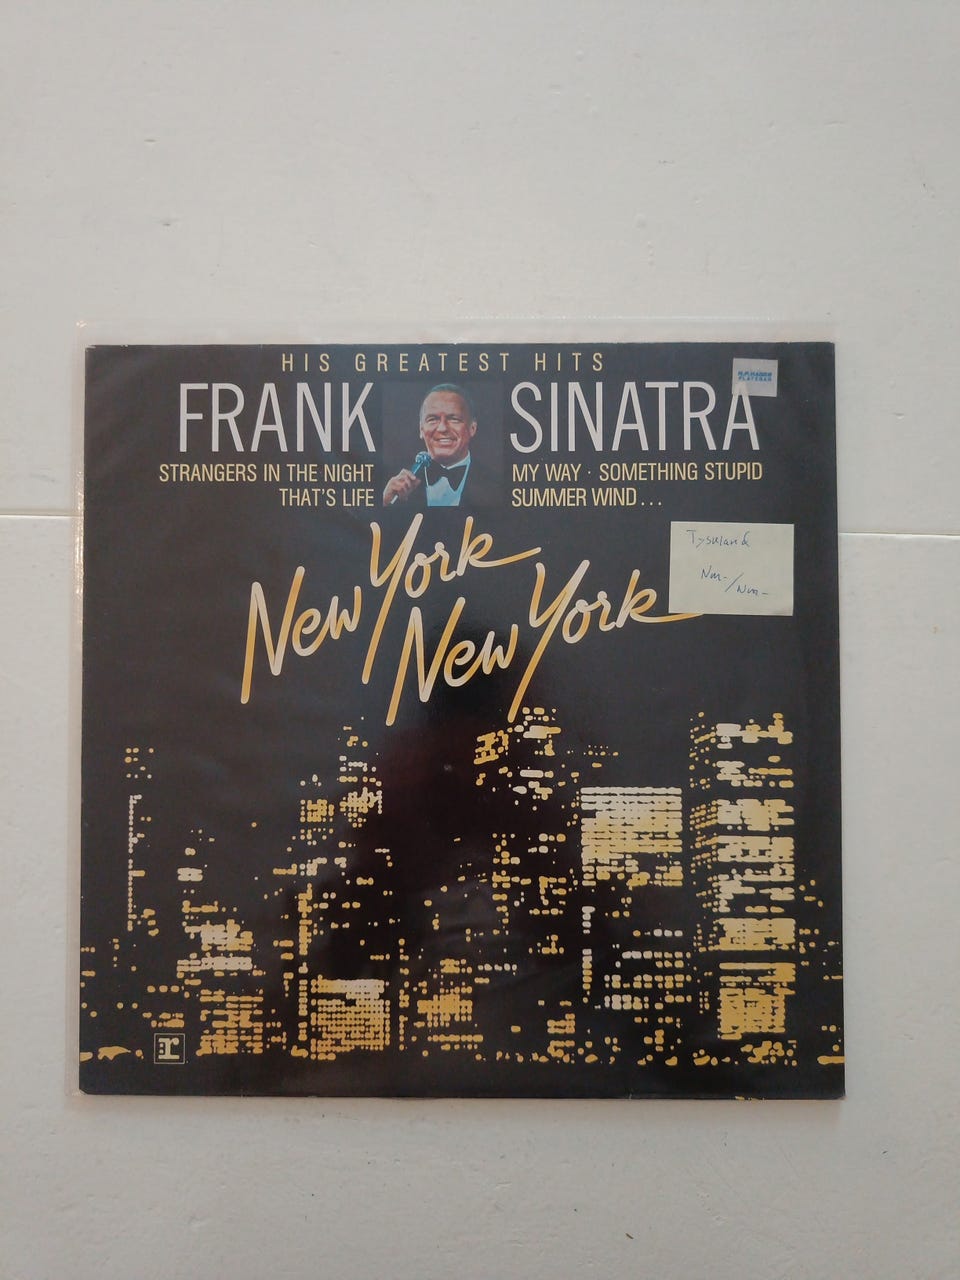 HIS GREATEST HITS
FRANK SINATRA
STRANGERS IN THE NIGHT
THAT'S LIFE
MY WAY · SOMETHING STUPID
SUMMER WIND...
New York
New York
Tyskland
Nm-/Nm-
PLATEBAR
r